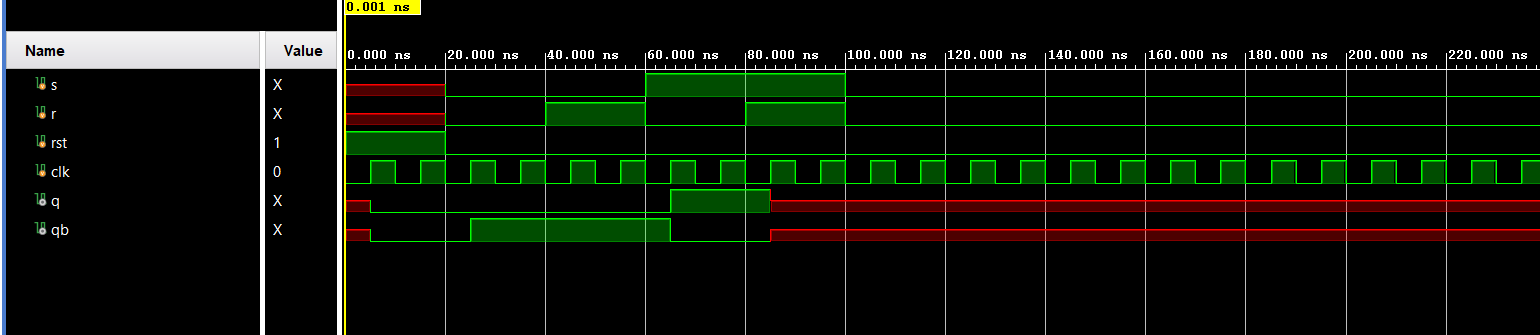 0.001 ns
Name Value
0.000 ns 20.000 ns 40.000 ns 60.000 ns 80.000 ns 100.000 ns 120.000 ns 140.000 ns 160.000 ns 180.000 ns 200.000 ns 220.000 ns
s X
r X
rst 1
clk 0
q X
qb X